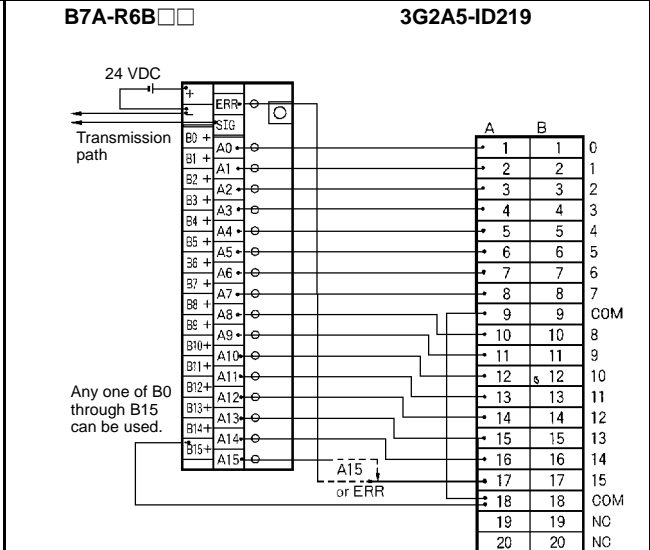 B7A-R6B□□
3G2A5-ID219
24 VDC
+
–
Transmission
path
ERR
SIG
B0 +
B1 +
B2 +
B3 +
B4 +
B5 +
B6 +
B7 +
B8 +
B9 +
B10+
B11+
B12+
B13+
B14+
B15+
A0
A1
A2
A3
A4
A5
A6
A7
A8
A9
A10
A11
A12
A13
A14
A15
Any one of B0
through B15
can be used.
A15
or ERR
A B
1 1 0
2 2 1
3 3 2
4 4 3
5 5 4
6 6 5
7 7 6
8 8 7
9 9 COM
10 10 8
11 11 9
12 12 10
13 13 11
14 14 12
15 15 13
16 16 14
17 17 15
18 18 COM
19 19 NC
20 20 NC